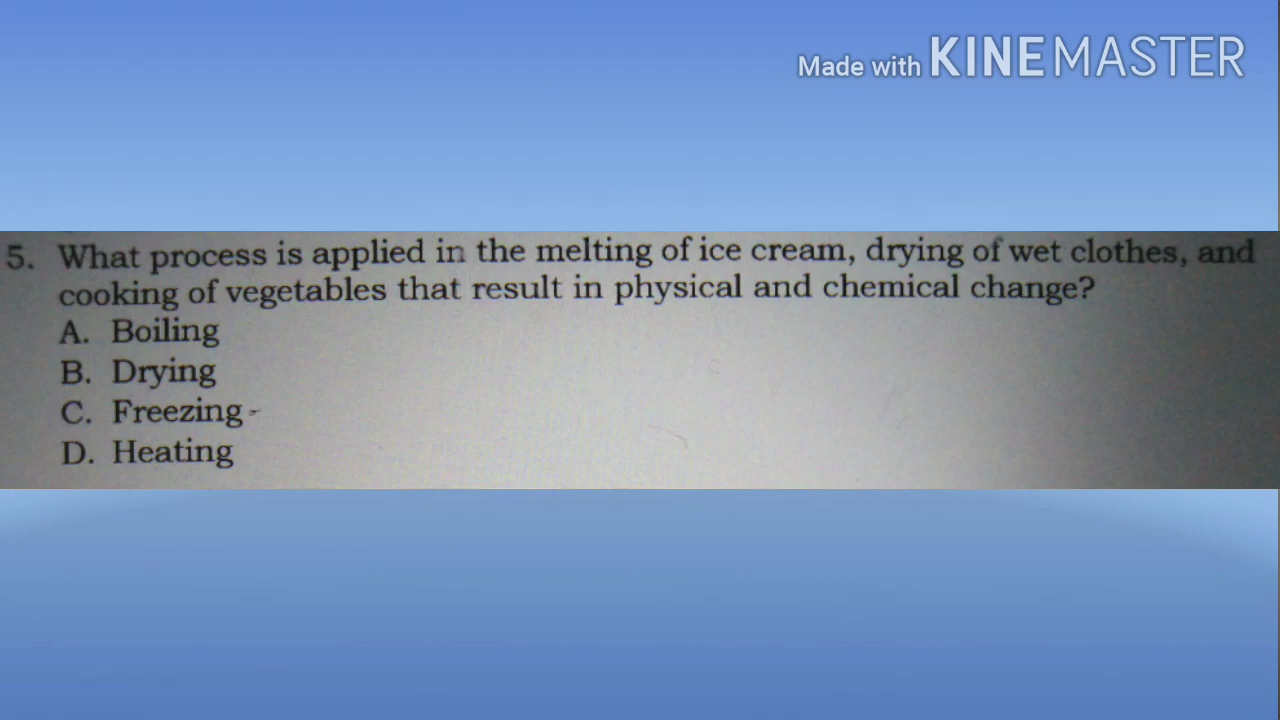 Made with KINEMASTER
5. What process is applied in the melting of ice cream, drying of wet clothes, and
cooking of vegetables that result in physical and chemical change?
A. Boiling
B. Drying
C. Freezing
D. Heating